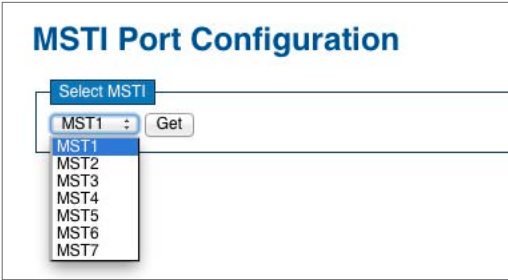 MSTI Port Configuration
Select MSTI
MST1 Get
MST1
MST2
MST3
MST4
MST5
MST6
MST7